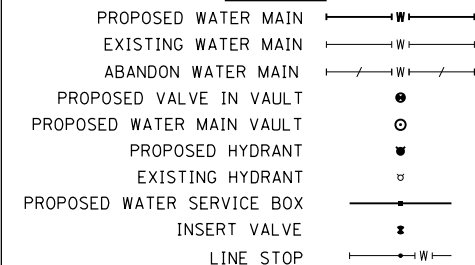 PROPOSED WATER MAIN W
EXISTING WATER MAIN W
ABANDON WATER MAIN W
PROPOSED VALVE IN VAULT
PROPOSED WATER MAIN VAULT
PROPOSED HYDRANT
EXISTING HYDRANT
PROPOSED WATER SERVICE BOX
INSERT VALVE
LINE STOP W